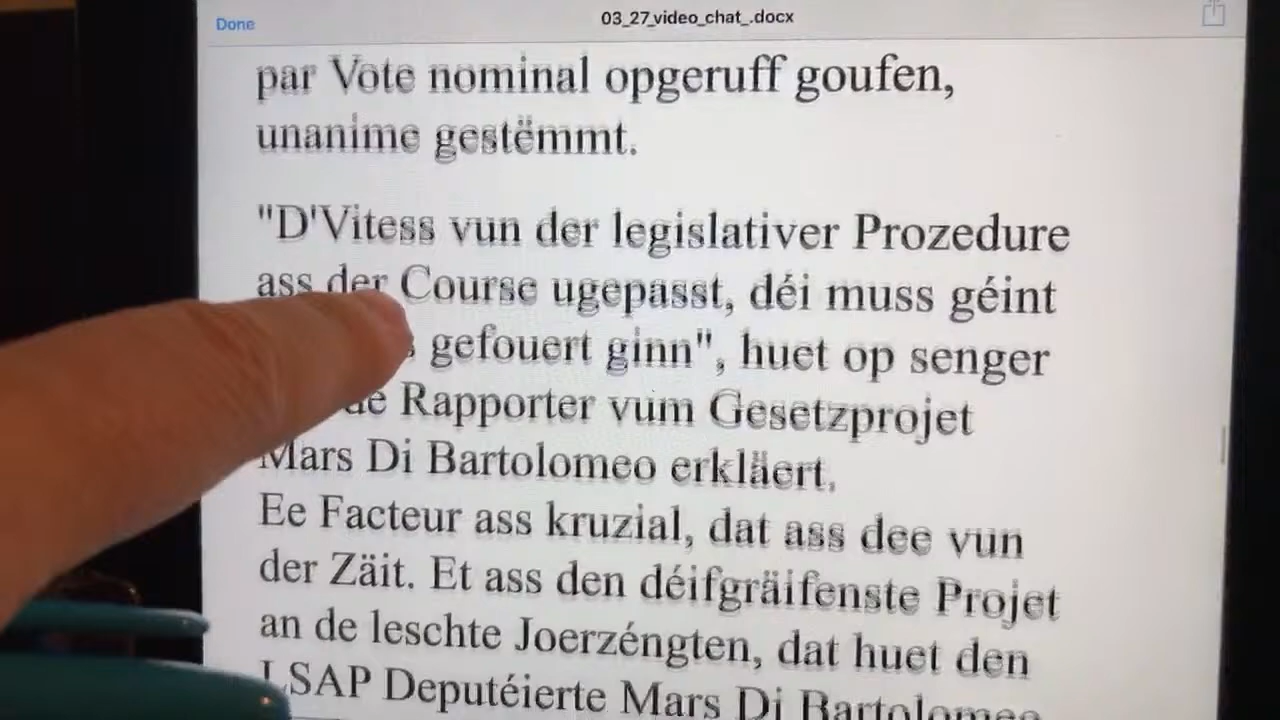 Done
03_27_video_chat_.docx
par Vote nominal opgeruff goufen,
unanime gestëmmt.
"D'Vitess vun der legislativer Prozedure
ass der Course ugepasst, déi muss géint
gefouert ginn", huet op senger
Rapporter vum Gesetzprojet
Mars Di Bartolomeo erkläert.
Ee Facteur ass kruzial, dat ass dee vun
der Zäit. Et ass den déifgräifenste Projet
an de leschte Joerzéngten, dat huet den
LSAP Deputéierte Mars Di Bartolomeo